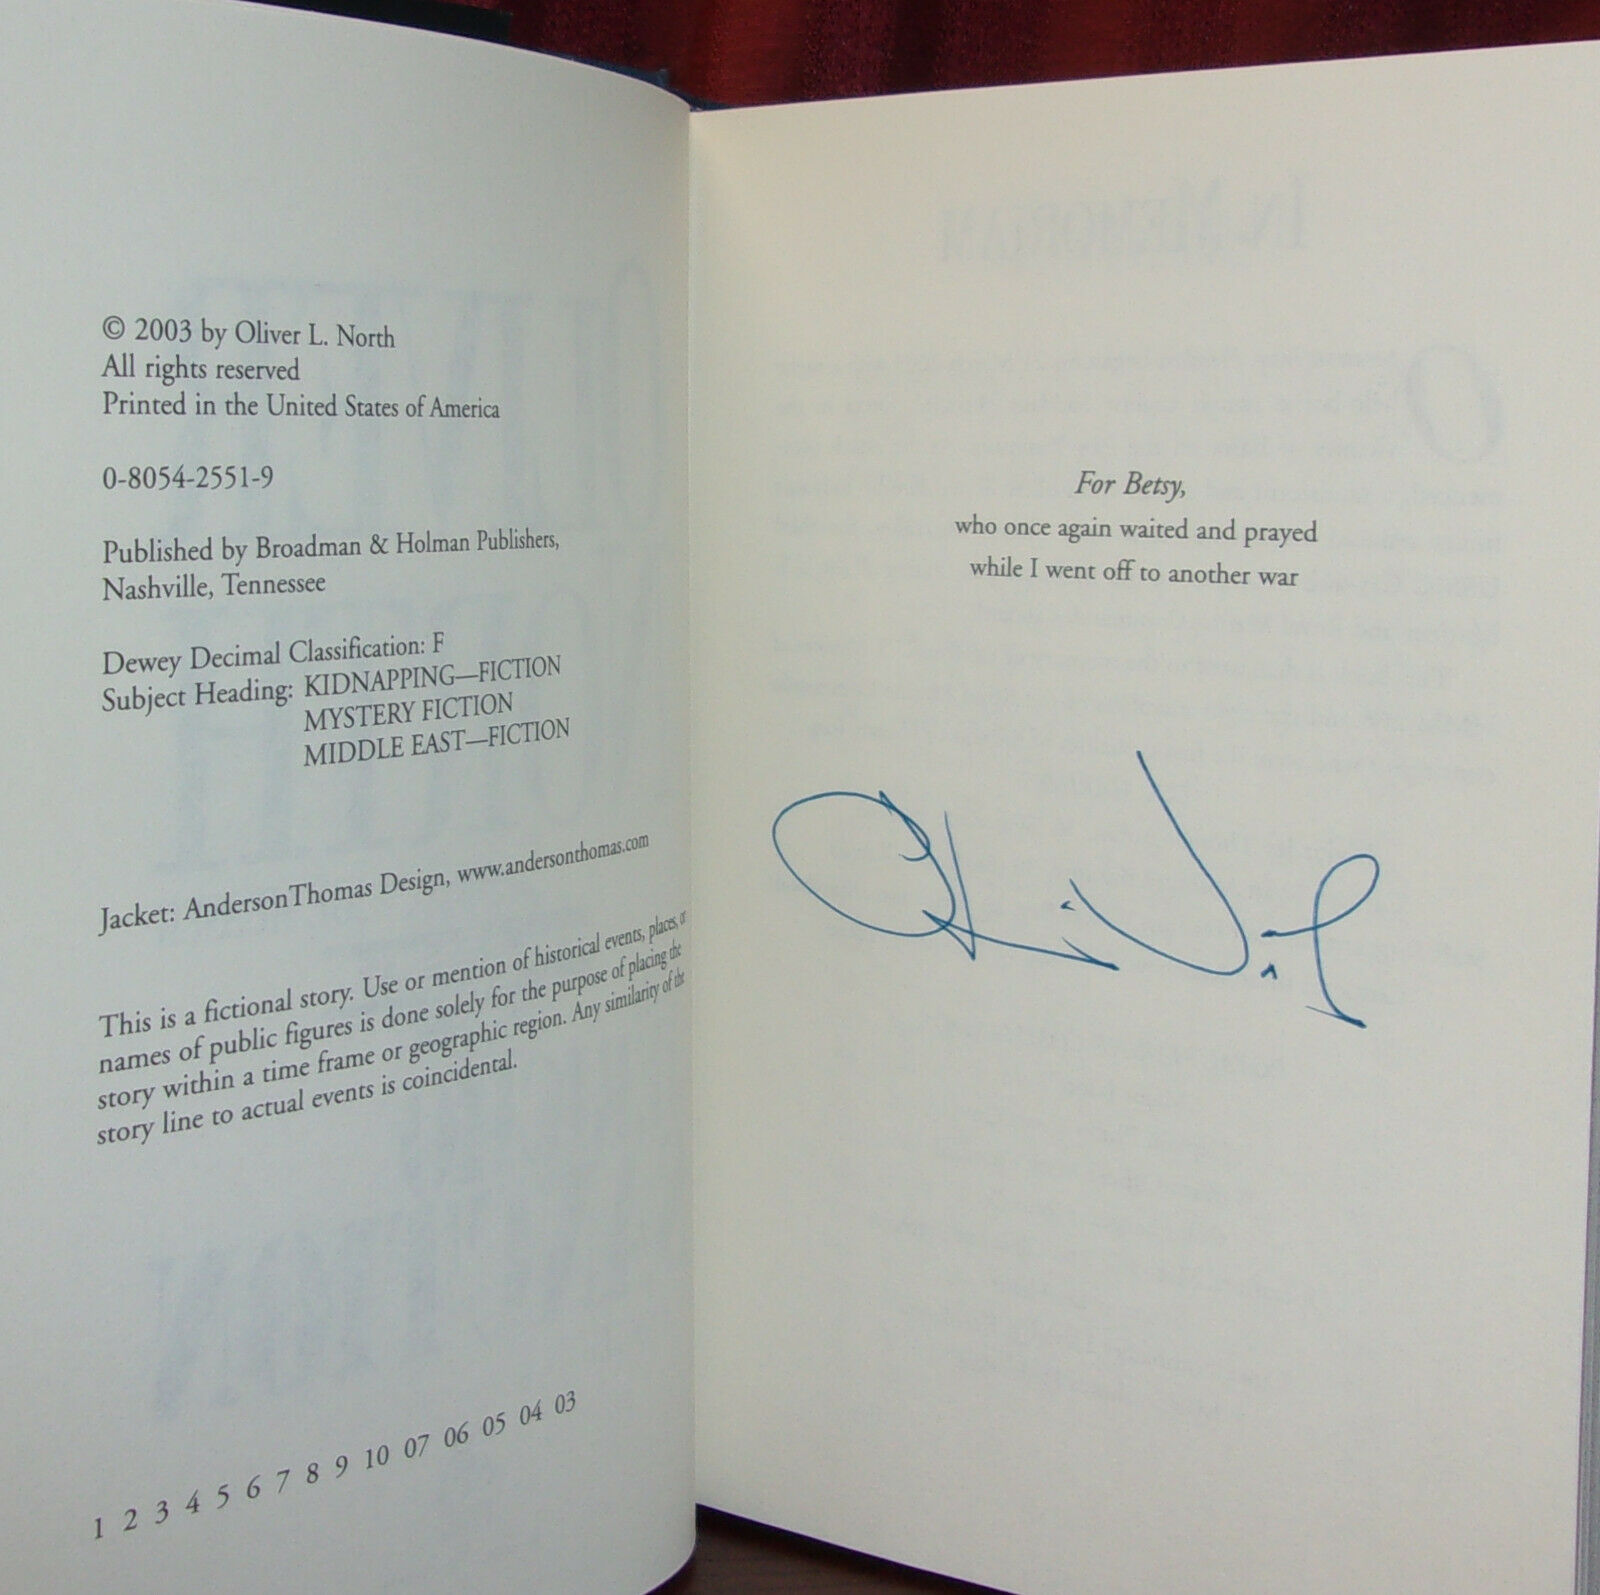 © 2003 by Oliver L. North
All rights reserved
Printed in the United States of America
0-8054-2551-9
Published by Broadman & Holman Publishers,
Nashville, Tennessee
Dewey Decimal Classification: F
Subject Heading: KIDNAPPING—FICTION
MYSTERY FICTION
MIDDLE EAST—FICTION
Jacket: AndersonThomas Design, www.andersonthomas.com
This is a fictional story. Use or mention of historical events, places, or
names of public figures is done solely for the purpose of placing the
story within a time frame or geographic region. Any similarity of the
story line to actual events is coincidental.
1 2 3 4 5 6 7 8 9 10 07 06 05 04 03
For Betsy,
who once again waited and prayed
while I went off to another war